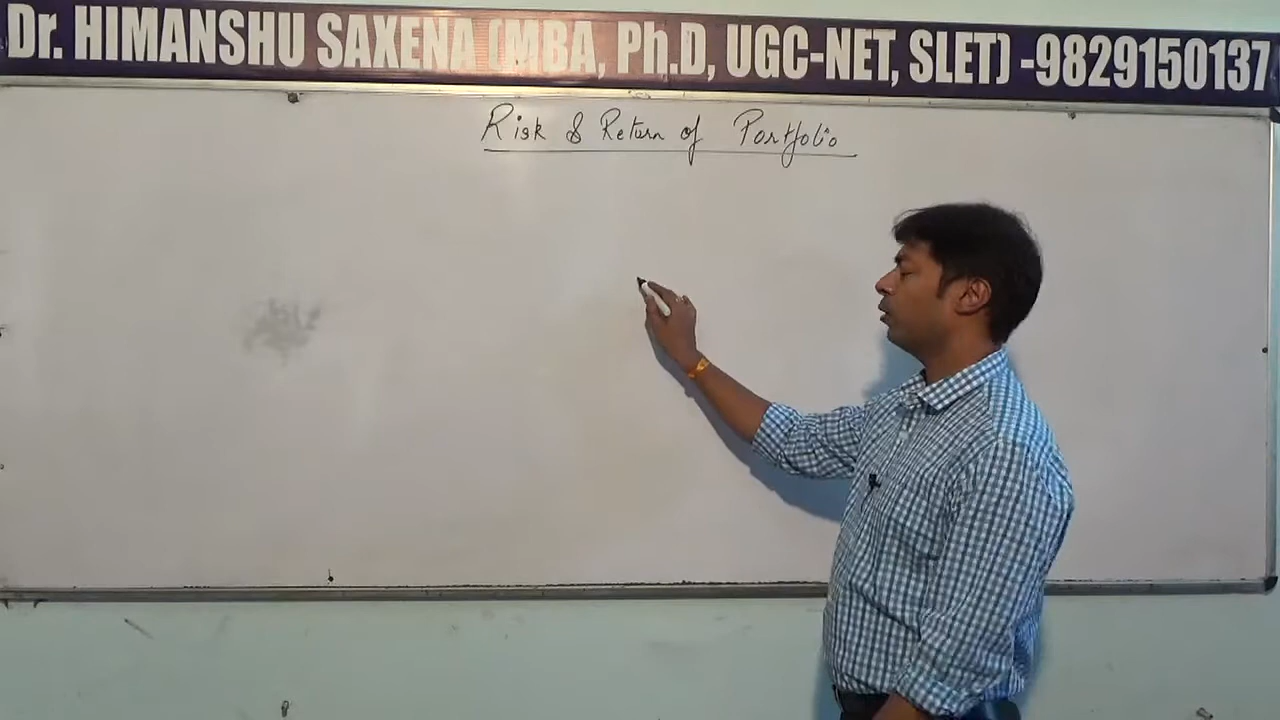 Dr. HIMANSHU SAXENA (MBA, Ph.D, UGC-NET, SLET) -9829150137
Risk & Return of Portfolio